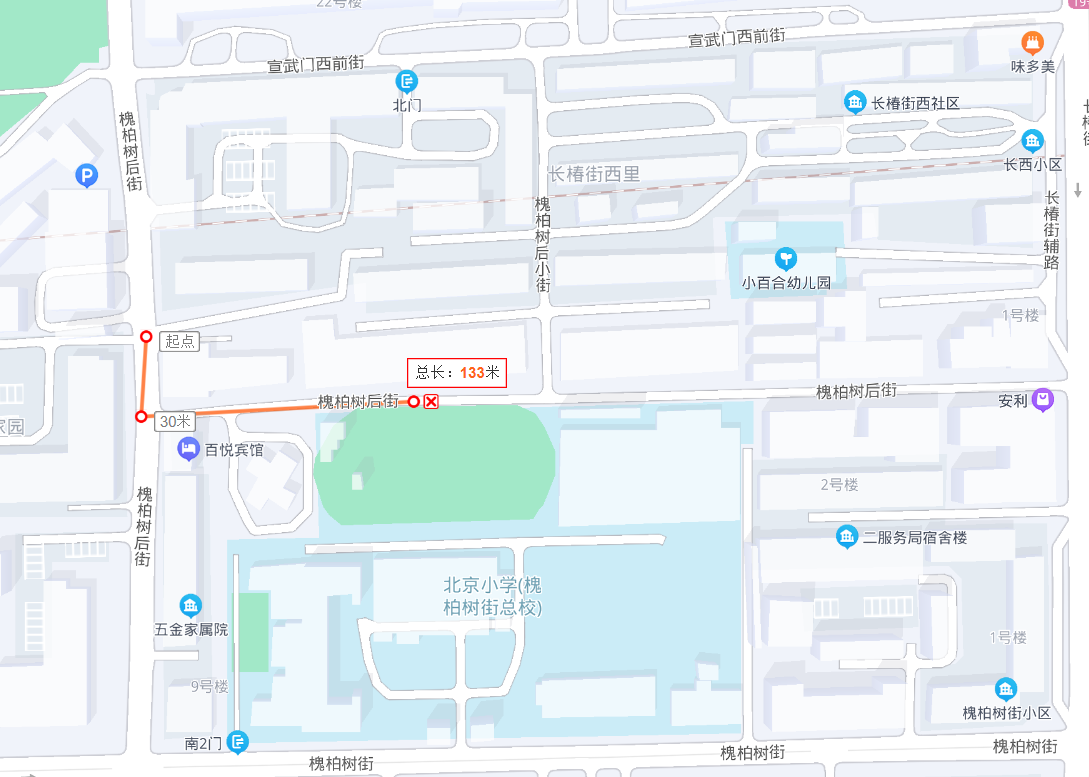 22号楼
19号
宣武门西前街
宣武门西前街
味多美
北门
长椿街西社区
槐柏树后街
长西小区
长椿街西里
长椿街辅路
槐柏树后小街
小百合幼儿园
1号楼
起点
总长：133米
槐柏树后街
槐柏树后街
安利
30米
家园
百悦宾馆
2号楼
槐柏树后街
二服务局宿舍楼
北京小学(槐
柏树街总校)
五金家属院
1号楼
9号楼
槐柏树街小区
南2门
槐柏树街
槐柏树街
槐柏树街
P